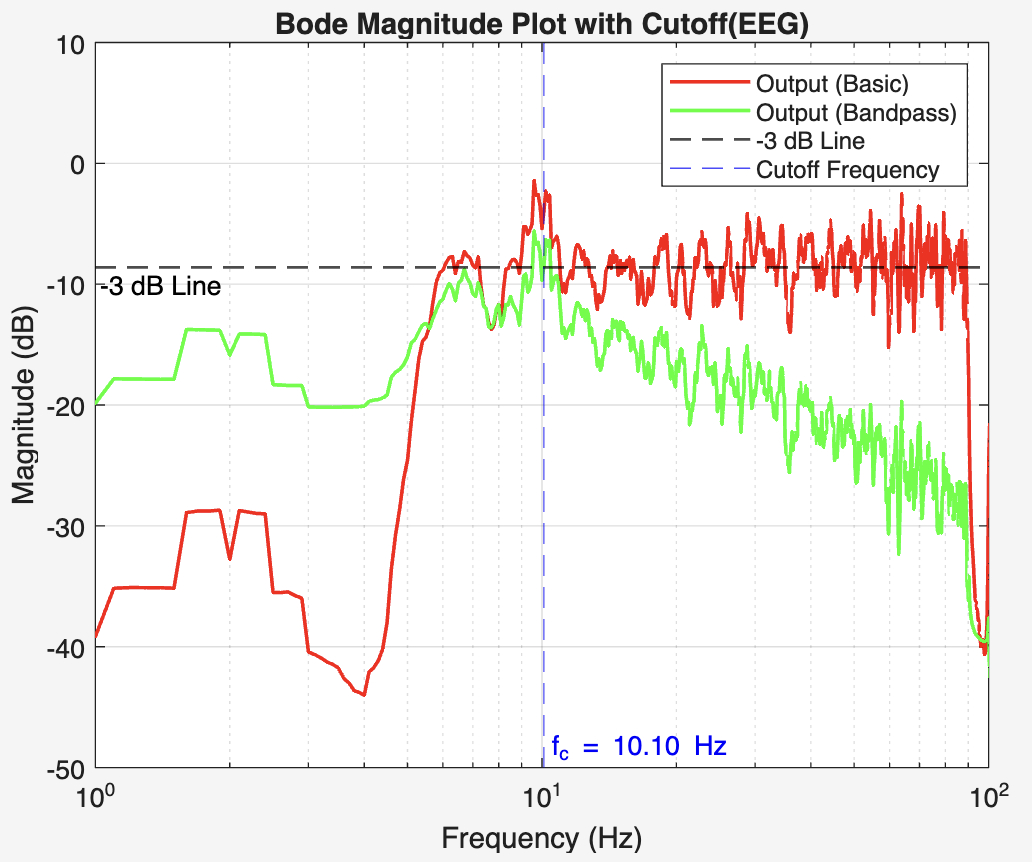 Bode Magnitude Plot with Cutoff(EEG)
10
0
-10
-20
-30
-40
-50
Magnitude (dB)
Output (Basic)
Output (Bandpass)
-3 dB Line
Cutoff Frequency
-3 dB Line
f_c = 10.10 Hz
10^0
10^1
10^2
Frequency (Hz)